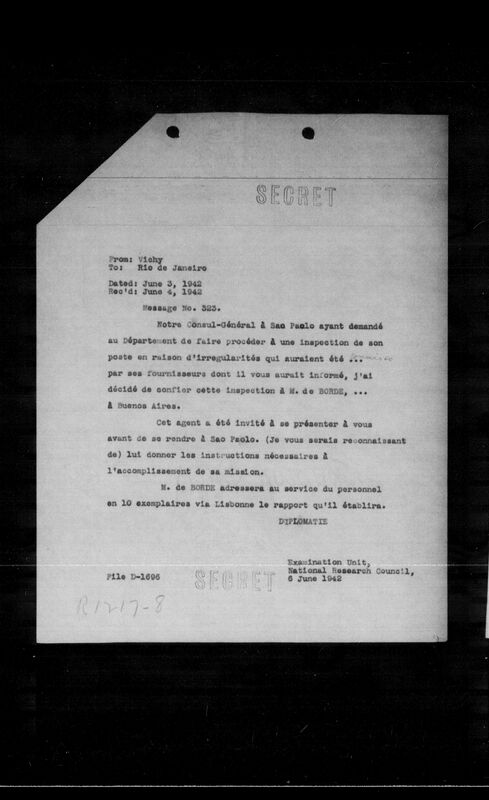 SECRET
From: Vichy
To: Rio de Janeiro
Dated: June 3, 1942
Rec'd: June 4, 1942
Message No. 323.
Notre Consul-Général à Sao Paolo ayant demandé
au Département de faire procéder à une inspection de son
poste en raison d'irregularités qui auraient été ...
par ses fournisseurs dont il vous aurait informé, j'ai
décidé de confier cette inspection à M. de BORDE, ...
à Buenos Aires.
Cet agent a été invité à se présenter à vous
avant de se rendre à Sao Paolo. (Je vous serais reconnaissant
de) lui donner les instructions nécessaires à
l'accomplissement de sa mission.
M. de BORDE adressera au service du personnel
en 10 exemplaires via Lisbonne le rapport qu'il établira.
DIPLOMATIE
Examination Unit,
National Research Council,
6 June 1942
File D-1696
SECRET
R1217-8